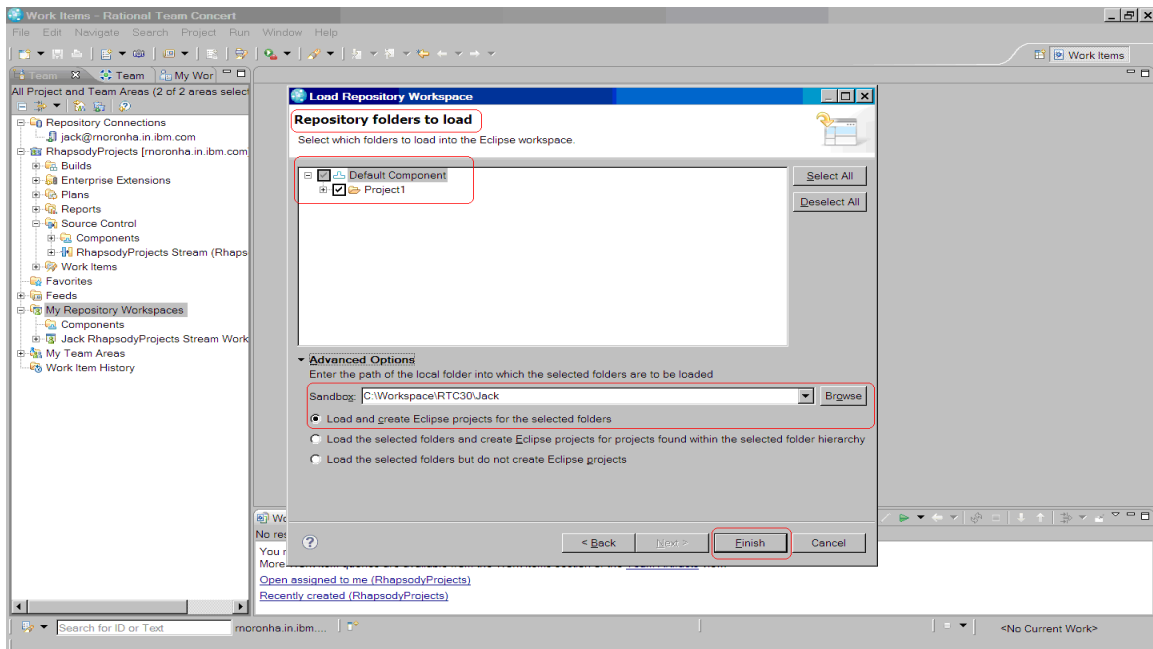 Work Items - Rational Team Concert
File Edit Navigate Search Project Run Window Help
Work Items
Team Team My Wor
All Project and Team Areas (2 of 2 areas select
Repository Connections
jack@rnoronha.in.ibm.com
RhapsodyProjects [rnoronha.in.ibm.com
Builds
Enterprise Extensions
Plans
Reports
Source Control
Components
RhapsodyProjects Stream (Rhaps
Work Items
Favorites
Feeds
My Repository Workspaces
Components
Jack RhapsodyProjects Stream Work
My Team Areas
Work Item History
Load Repository Workspace
Repository folders to load
Select which folders to load into the Eclipse workspace.
Default Component
Project1
Select All
Deselect All
Advanced Options
Enter the path of the local folder into which the selected folders are to be loaded
Sandbox: C:\Workspace\RTC30\Jack Browse
Load and create Eclipse projects for the selected folders
Load the selected folders and create Eclipse projects for projects found within the selected folder hierarchy
Load the selected folders but do not create Eclipse projects
< Back Next > Finish Cancel
Wo
No res
You r
More
Open assigned to me (RhapsodyProjects)
Recently created (RhapsodyProjects)
Search for ID or Text rnoronha.in.ibm.... <No Current Work>